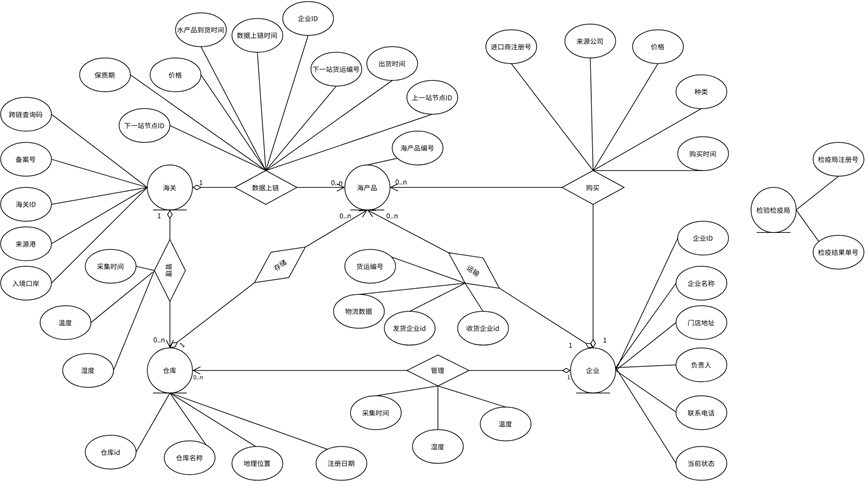 企业ID
水产品到货时间
数据上链时间
进口商注册号
来源公司
价格
保质期
价格
下一站货运编号
出货时间
种类
上一站节点ID
跨链查询码
下一站节点ID
海产品编号
购买时间
检疫局注册号
备案号
海关
1
数据上链
0..n
海产品
0..n
购买
海关ID
检验检疫局
1
0..n
0..n
来源港
企业ID
检疫结果单号
采集时间
管理
存储
货运编号
运输
入境口岸
企业名称
物流数据
温度
发货企业id
收货企业id
门店地址
0..n
1
1
1
湿度
仓库
0..n
管理
1
企业
负责人
采集时间
温度
联系电话
湿度
仓库id
仓库名称
地理位置
注册日期
当前状态